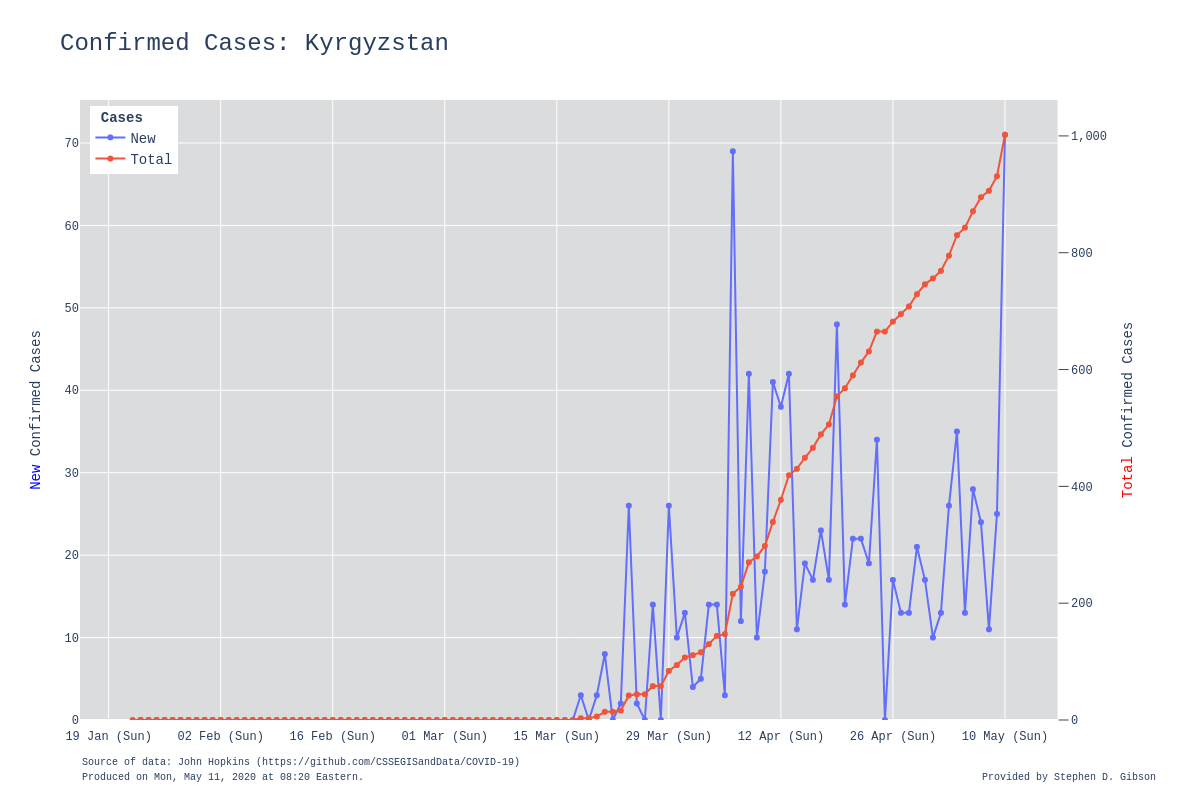 Confirmed Cases: Kyrgyzstan
Cases
New
Total
70
60
50
40
30
20
10
0
1,000
800
600
400
200
0
New Confirmed Cases
Total Confirmed Cases
19 Jan (Sun) 02 Feb (Sun) 16 Feb (Sun) 01 Mar (Sun) 15 Mar (Sun) 29 Mar (Sun) 12 Apr (Sun) 26 Apr (Sun) 10 May (Sun)
Source of data: John Hopkins (https://github.com/CSSEGISandData/COVID-19)
Produced on Mon, May 11, 2020 at 08:20 Eastern.
Provided by Stephen D. Gibson